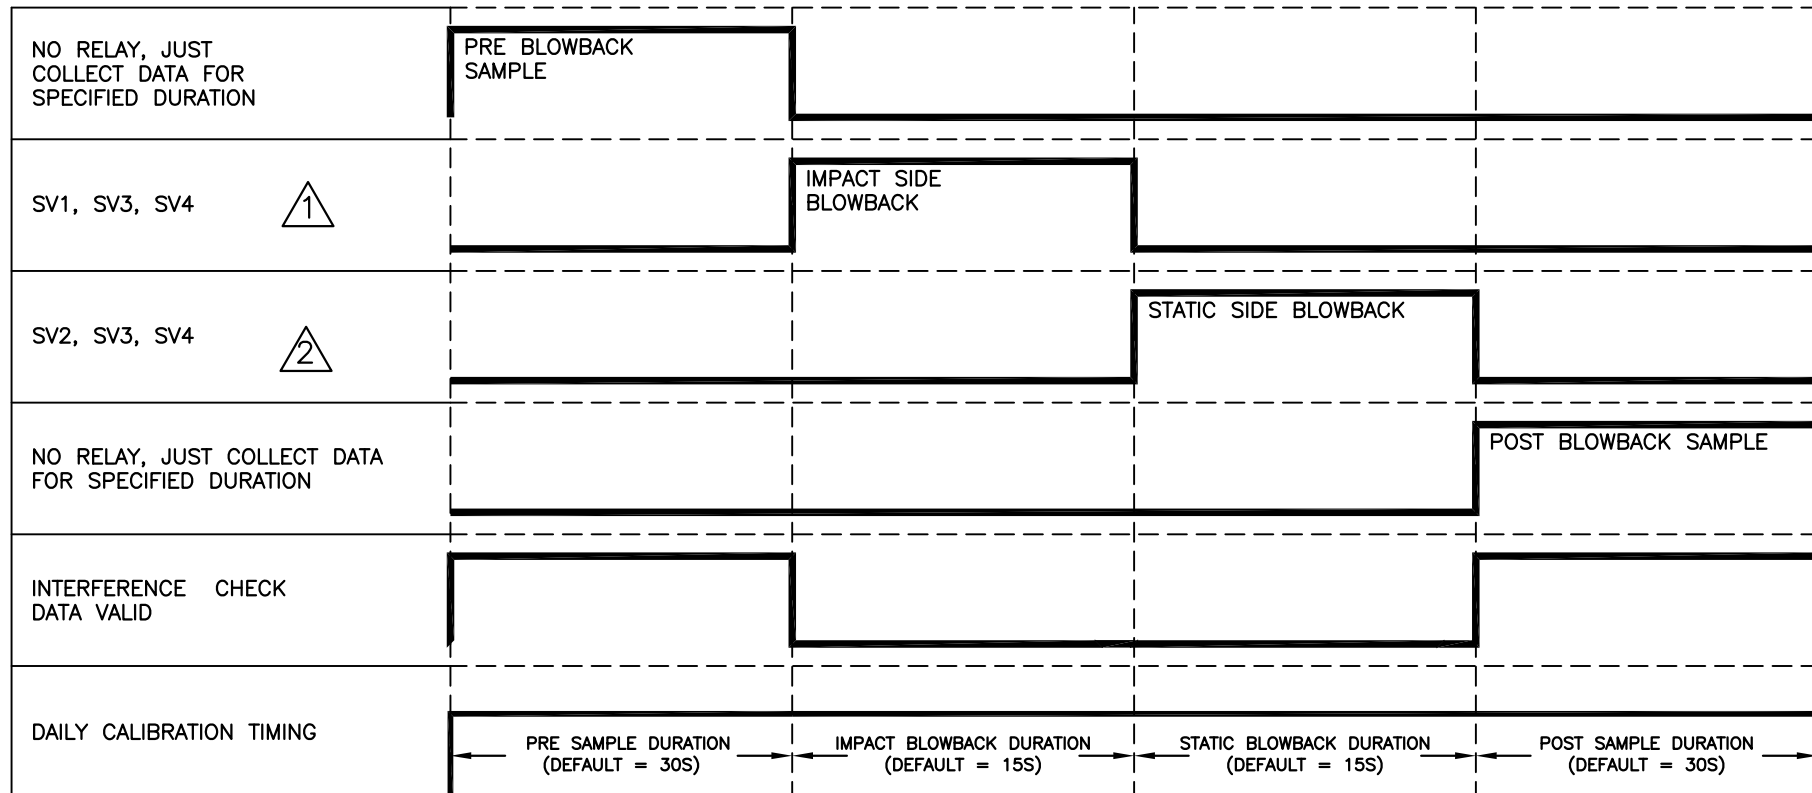 NO RELAY, JUST
COLLECT DATA FOR
SPECIFIED DURATION
PRE BLOWBACK
SAMPLE
SV1, SV3, SV4
1
IMPACT SIDE
BLOWBACK
SV2, SV3, SV4
2
STATIC SIDE BLOWBACK
NO RELAY, JUST COLLECT DATA
FOR SPECIFIED DURATION
POST BLOWBACK SAMPLE
INTERFERENCE CHECK
DATA VALID
DAILY CALIBRATION TIMING
PRE SAMPLE DURATION
(DEFAULT = 30S)
IMPACT BLOWBACK DURATION
(DEFAULT = 15S)
STATIC BLOWBACK DURATION
(DEFAULT = 15S)
POST SAMPLE DURATION
(DEFAULT = 30S)